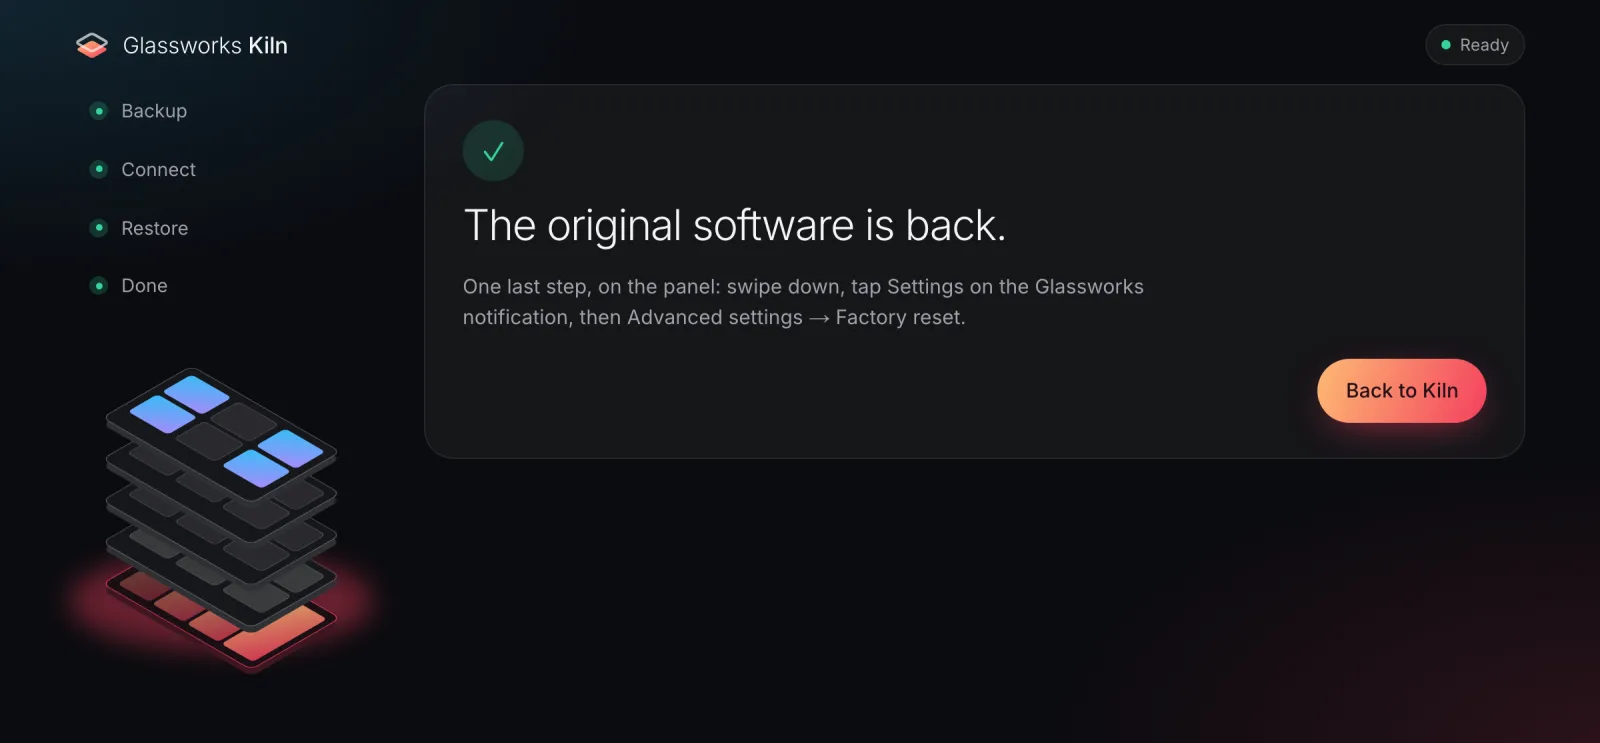 Glassworks Kiln
Ready
Backup
Connect
Restore
Done
The original software is back.
One last step, on the panel: swipe down, tap Settings on the Glassworks
notification, then Advanced settings → Factory reset.
Back to Kiln